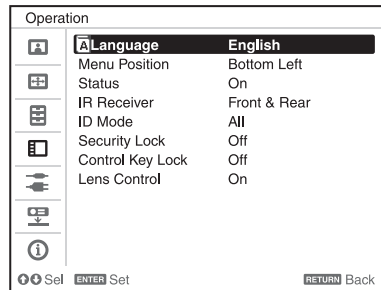 Operation
A Language English
Menu Position Bottom Left
Status On
IR Receiver Front & Rear
ID Mode All
Security Lock Off
Control Key Lock Off
Lens Control On
Sel ENTER Set RETURN Back